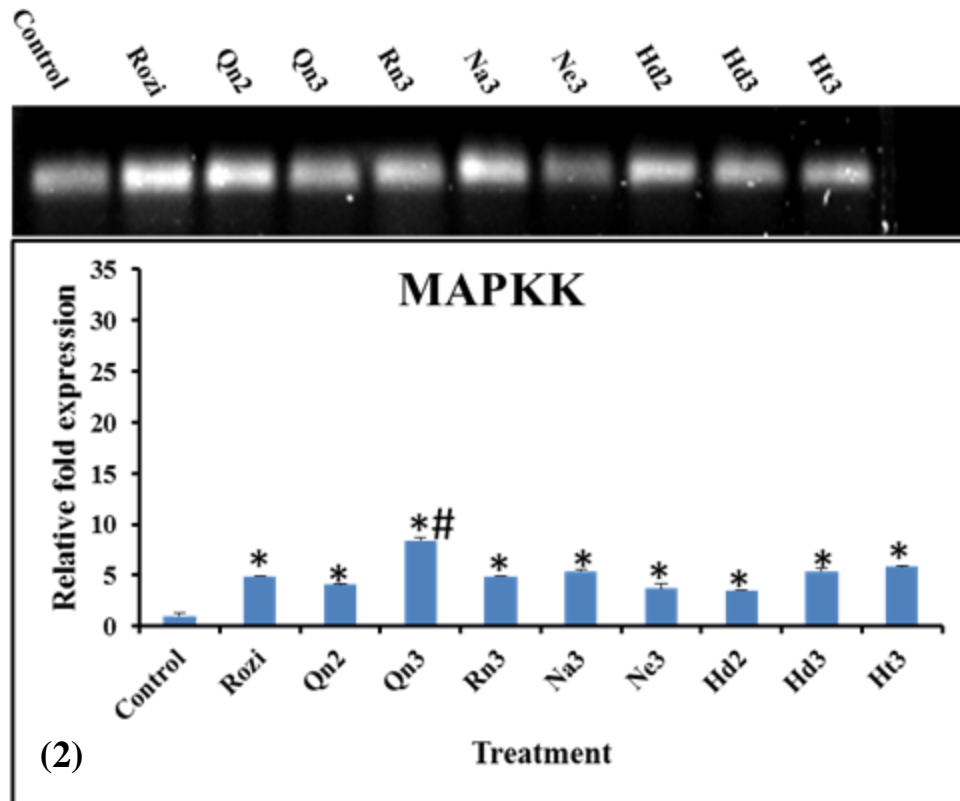 Control Rozi Qn2 Qn3 Rn3 Na3 Ne3 Hd2 Hd3 Ht3
MAPKK
Relative fold expression
35
30
25
20
15
10
5
0
* * *# * * * * * *
Control Rozi Qn2 Qn3 Rn3 Na3 Ne3 Hd2 Hd3 Ht3
Treatment
(2)